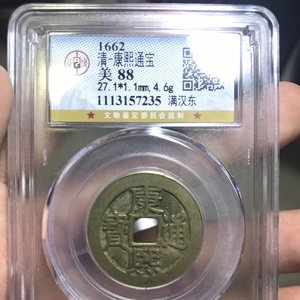 1662
清-康熙通宝
美 88
27.1*1.1mm, 4.6g
1113157235 满汉东
★ 文物鉴定委员会监制 ★
康熙通寶